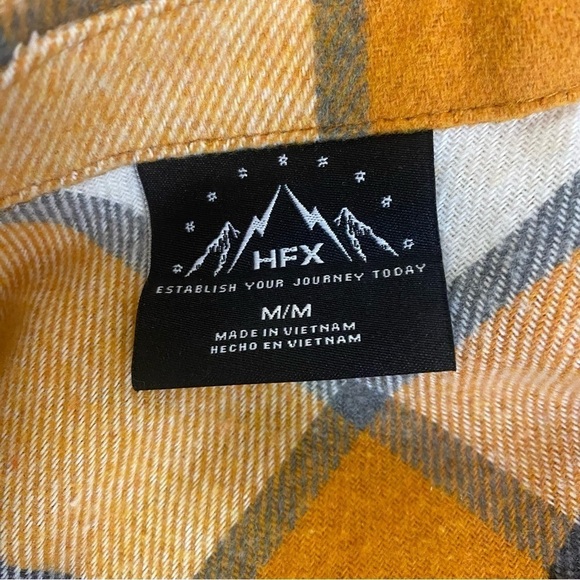 HFX
ESTABLISH YOUR JOURNEY TODAY
M/M
MADE IN VIETNAM
HECHO EN VIETNAM